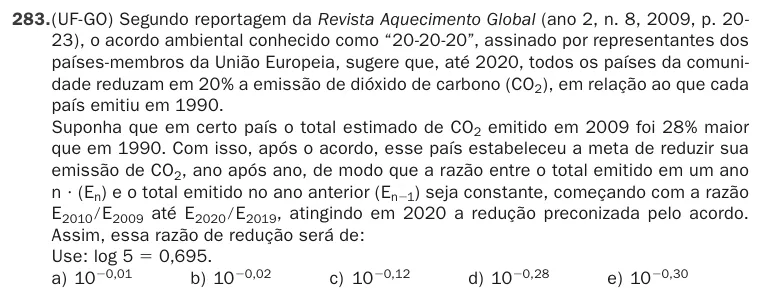 283.(UF-GO) Segundo reportagem da Revista Aquecimento Global (ano 2, n. 8, 2009, p. 20-
23), o acordo ambiental conhecido como “20-20-20”, assinado por representantes dos
países-membros da União Europeia, sugere que, até 2020, todos os países da comuni-
dade reduzam em 20% a emissão de dióxido de carbono (CO₂), em relação ao que cada
país emitiu em 1990.
Suponha que em certo país o total estimado de CO₂ emitido em 2009 foi 28% maior
que em 1990. Com isso, após o acordo, esse país estabeleceu a meta de reduzir sua
emissão de CO₂, ano após ano, de modo que a razão entre o total emitido em um ano
n · (Eₙ) e o total emitido no ano anterior (Eₙ₋₁) seja constante, começando com a razão
E₂₀₁₀/E₂₀₀₉ até E₂₀₂₀/E₂₀₁₉, atingindo em 2020 a redução preconizada pelo acordo.
Assim, essa razão de redução será de:
Use: log 5 = 0,695.
a) 10⁻⁰,⁰¹ b) 10⁻⁰,⁰² c) 10⁻⁰,¹² d) 10⁻⁰,²⁸ e) 10⁻⁰,³⁰